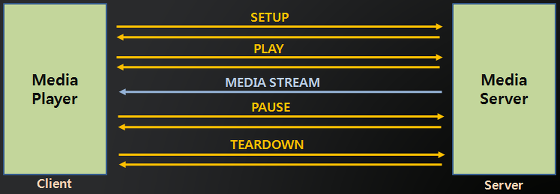 SETUP
PLAY
Media
Player
MEDIA STREAM
Media
Server
PAUSE
TEARDOWN
Client
Server